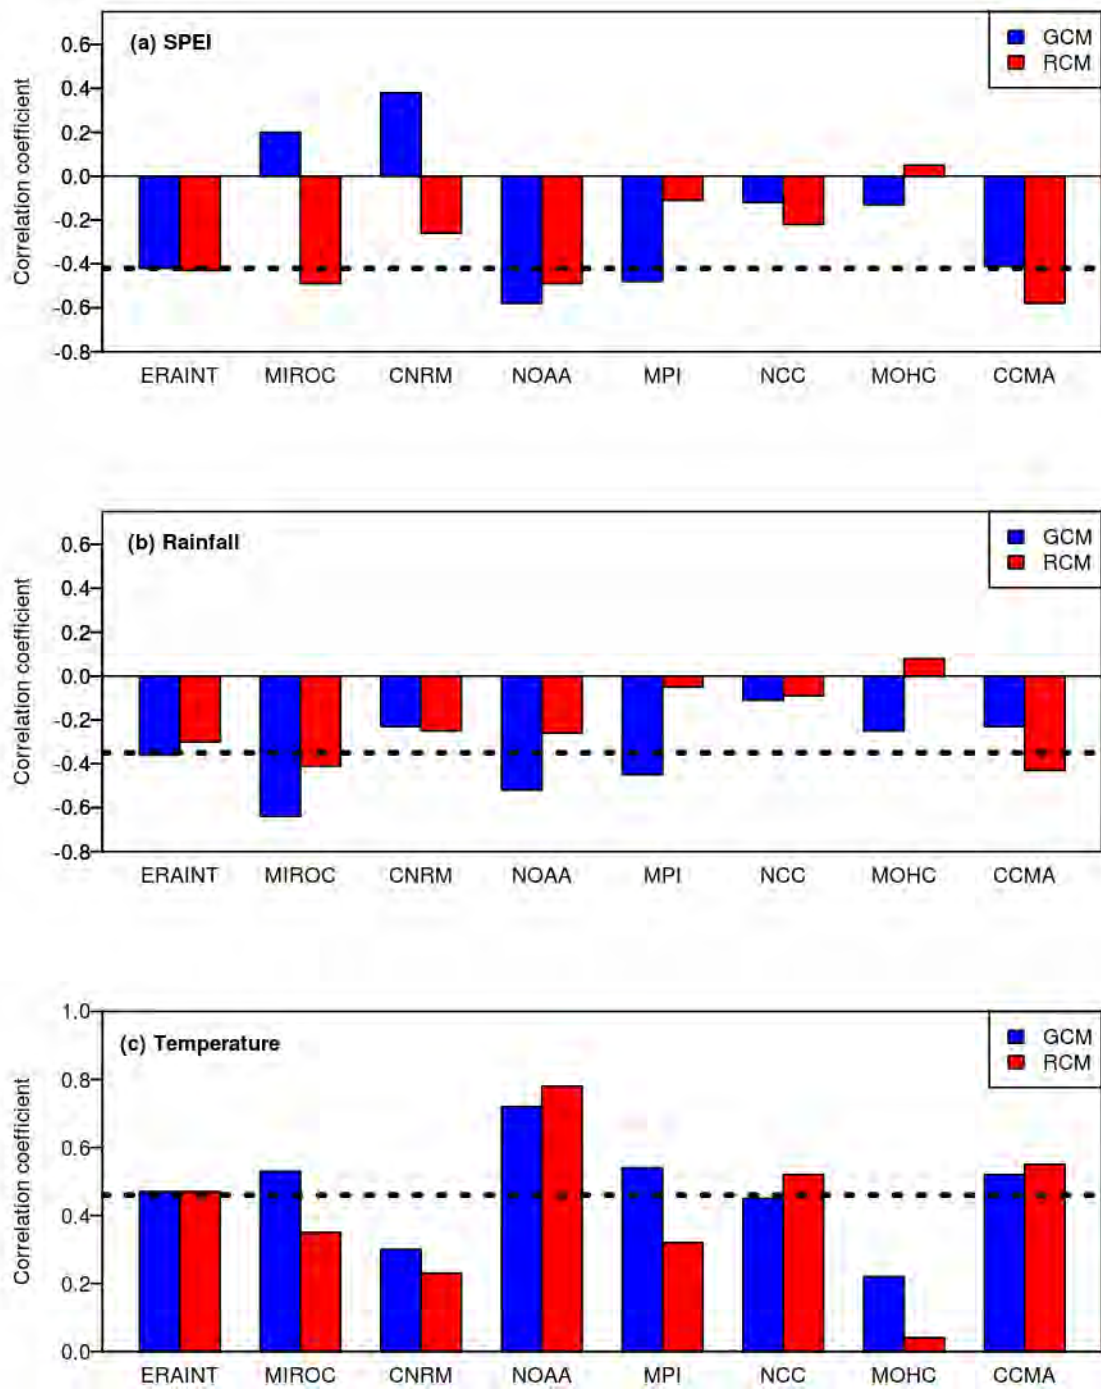 (a) SPEI
GCM
RCM
Correlation coefficient
0.6
0.4
0.2
0.0
-0.2
-0.4
-0.6
-0.8
ERAINT MIROC CNRM NOAA MPI NCC MOHC CCMA
(b) Rainfall
GCM
RCM
Correlation coefficient
0.6
0.4
0.2
0.0
-0.2
-0.4
-0.6
-0.8
ERAINT MIROC CNRM NOAA MPI NCC MOHC CCMA
(c) Temperature
GCM
RCM
Correlation coefficient
1.0
0.8
0.6
0.4
0.2
0.0
ERAINT MIROC CNRM NOAA MPI NCC MOHC CCMA